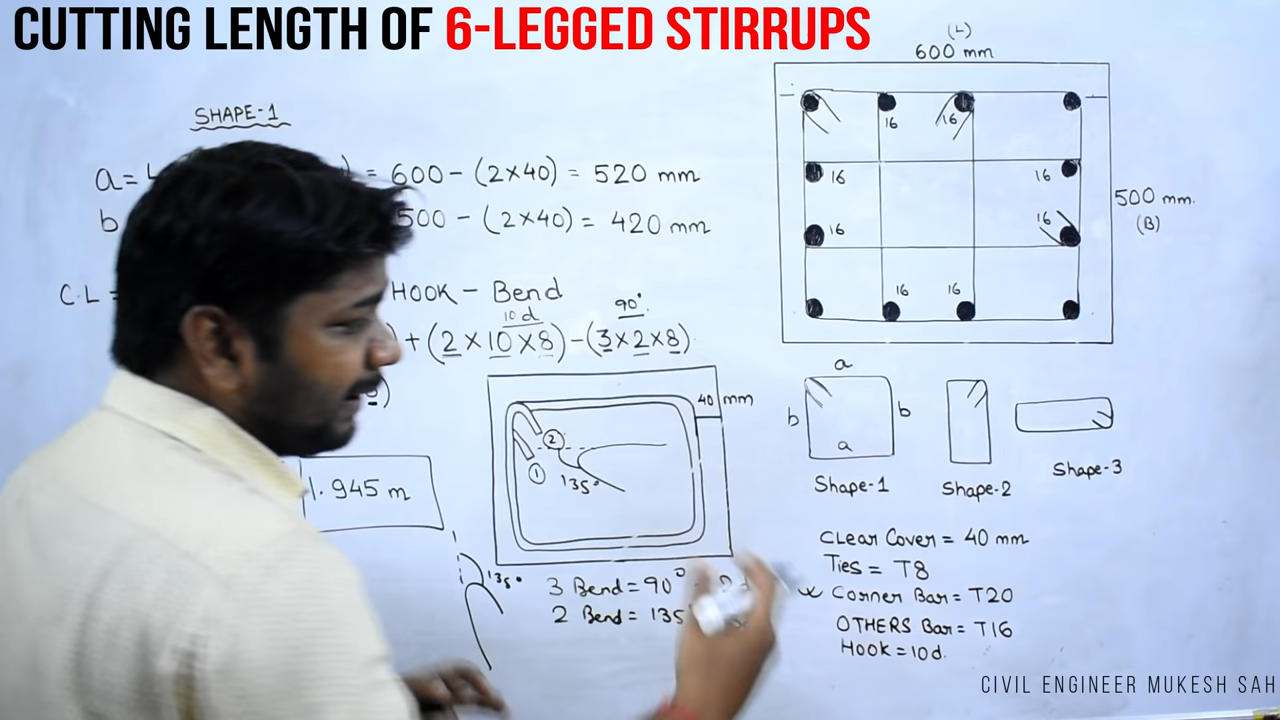 CUTTING LENGTH OF 6-LEGGED STIRRUPS
(L)
600 mm
SHAPE-1
a = = 600 - (2×40) = 520 mm
b 500 - (2×40) = 420 mm
C.L = HOOK - Bend
10d 90°
+ (2×10×8) - (3×2×8)
1.945 m
135°
16 16
16 16
16 16
16 16
500 mm.
(B)
40 mm
2
1
135°
3 Bend = 90°
2 Bend = 135
a
b b
a
Shape-1
Shape-2
Shape-3
Clear Cover = 40 mm
Ties = T8
Corner Bar = T20
OTHERS Bar = T16
Hook = 10d.
CIVIL ENGINEER MUKESH SAH